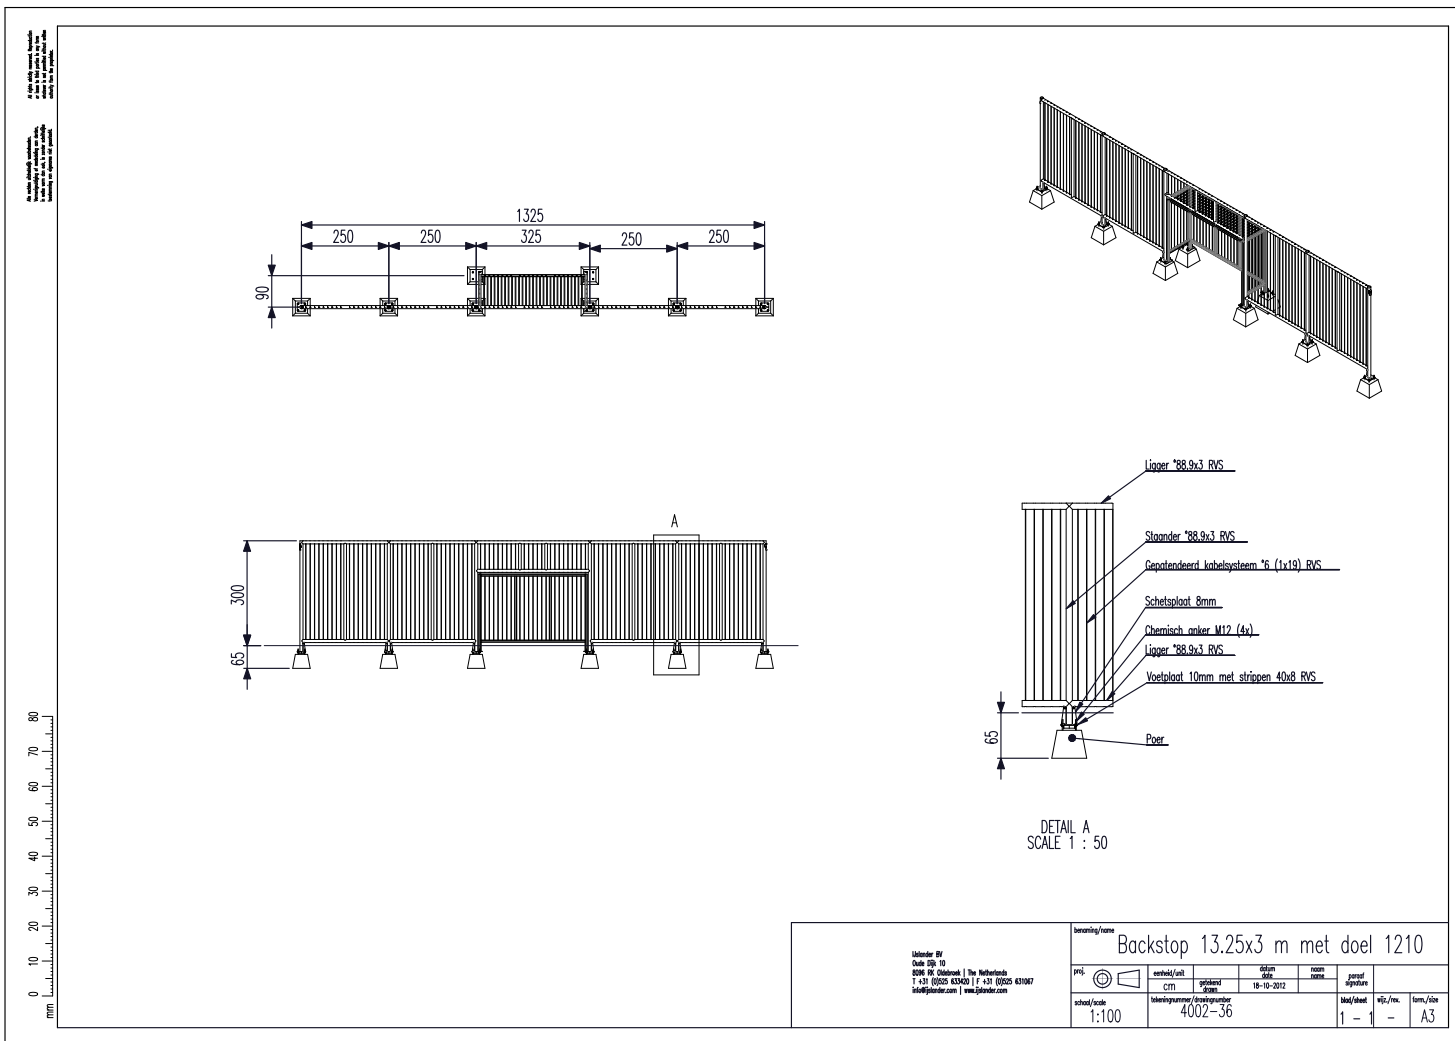 1325
250
250
325
250
250
90
A
300
65
Ligger °88.9x3 RVS
Staander °88.9x3 RVS
Gepatendeerd kabelsysteem °6 (1x19) RVS
Schetsplaat 8mm
Chemisch anker M12 (4x)
Ligger °88.9x3 RVS
Voetplaat 10mm met strippen 40x8 RVS
65
Poer
DETAIL A
SCALE 1 : 50
80
70
60
50
40
30
20
10
0
mm
IJslander BV
Oude Dijk 10
8096 RK Oldebroek | The Netherlands
T +31 (0)525 633420 | F +31 (0)525 631067
info@ijslander.com | www.ijslander.com
benaming/name
Backstop 13.25x3 m met doel 1210
proj.
eenheid/unit
cm
getekend
drawn
datum
date
18-10-2012
naam
name
paraaf
signature
schaal/scale
1:100
tekeningnummer/drawingnumber
4002-36
blad/sheet
1 - 1
wijz./rev.
-
form./size
A3